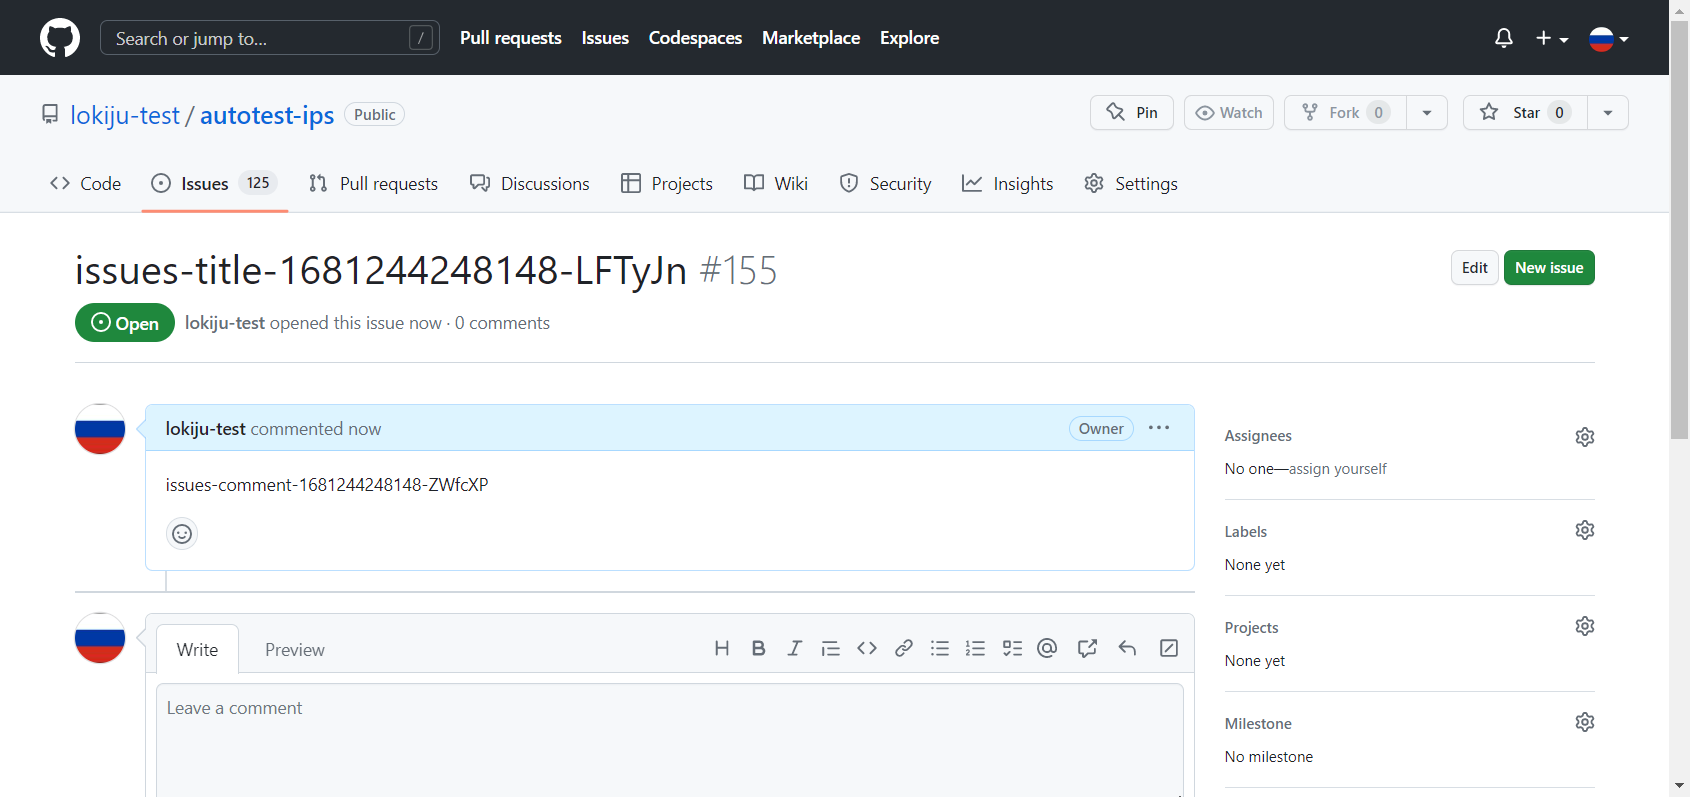 Search or jump to... /
Pull requests Issues Codespaces Marketplace Explore
lokiju-test / autotest-ips Public
Pin Watch Fork 0 Star 0
Code Issues 125 Pull requests Discussions Projects Wiki Security Insights Settings
issues-title-1681244248148-LFTyJn #155
Edit New issue
Open lokiju-test opened this issue now · 0 comments
lokiju-test commented now Owner
issues-comment-1681244248148-ZWfcXP
Assignees
No one—assign yourself
Labels
None yet
Projects
None yet
Milestone
No milestone
Write Preview
Leave a comment